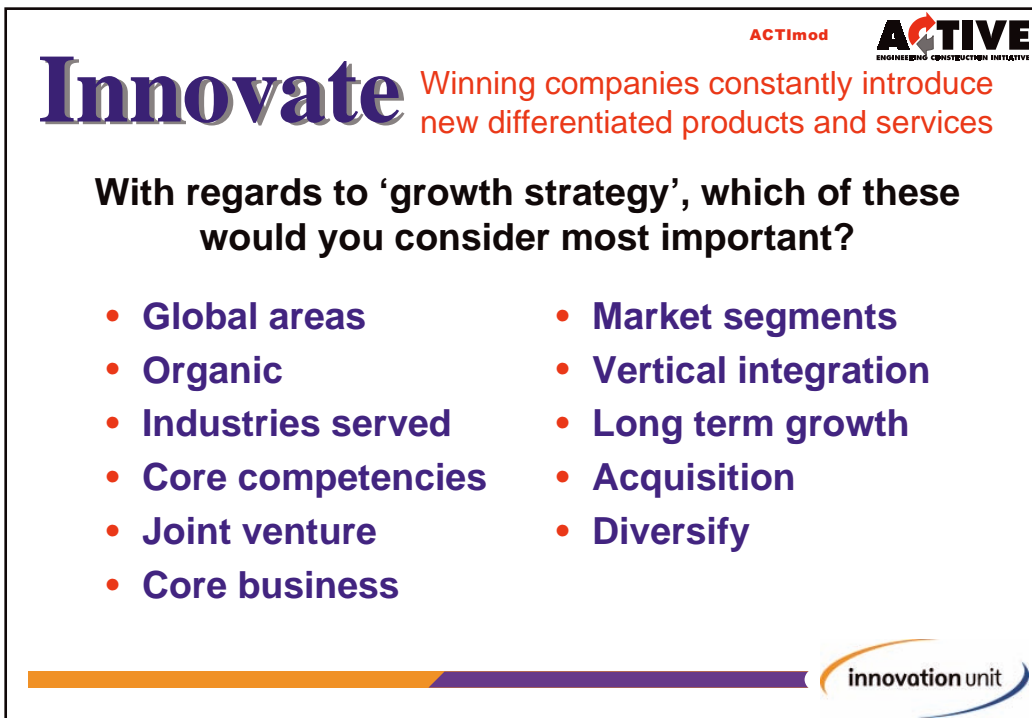 ACTImod
ACTIVE
ENGINEERING CONSTRUCTION INITIATIVE
Innovate
Winning companies constantly introduce
new differentiated products and services
With regards to ‘growth strategy’, which of these
would you consider most important?
• Global areas
• Organic
• Industries served
• Core competencies
• Joint venture
• Core business
• Market segments
• Vertical integration
• Long term growth
• Acquisition
• Diversify
innovation unit